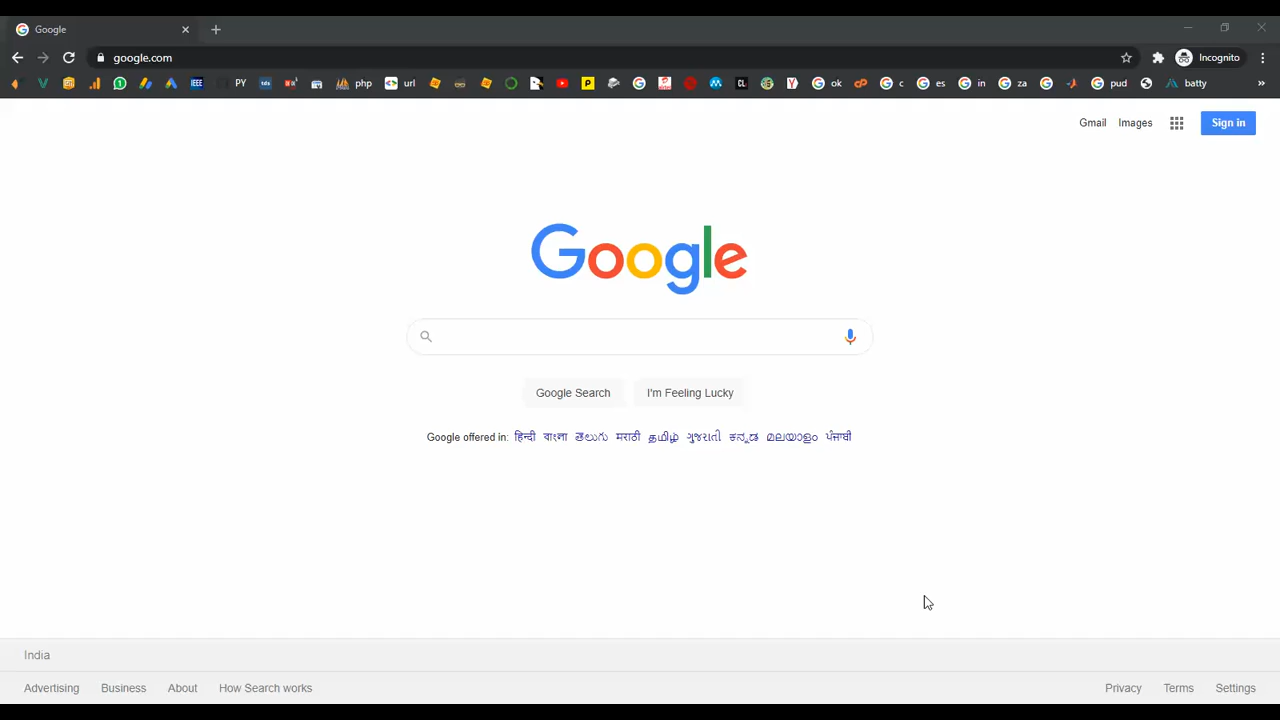 Google
google.com
Incognito
PY
php
url
ok
c
es
in
za
pud
batty
Gmail Images Sign in
Google
Google Search I'm Feeling Lucky
Google offered in: हिन्दी বাংলা తెలుగు मराठी தமிழ் ગુજરાતી ಕನ್ನಡ മലയാളം ਪੰਜਾਬੀ
India
Advertising Business About How Search works Privacy Terms Settings